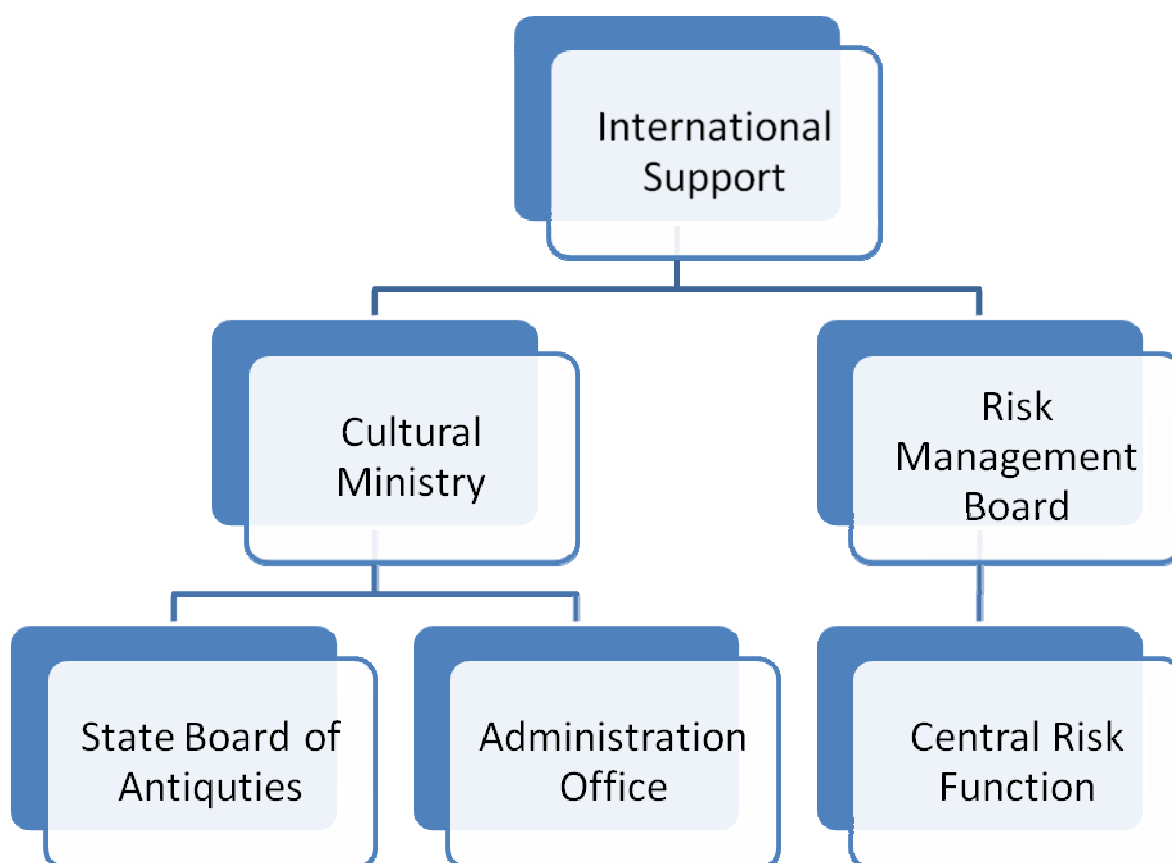 International
Support
Cultural
Ministry
Risk
Management
Board
State Board of
Antiquties
Administration
Office
Central Risk
Function